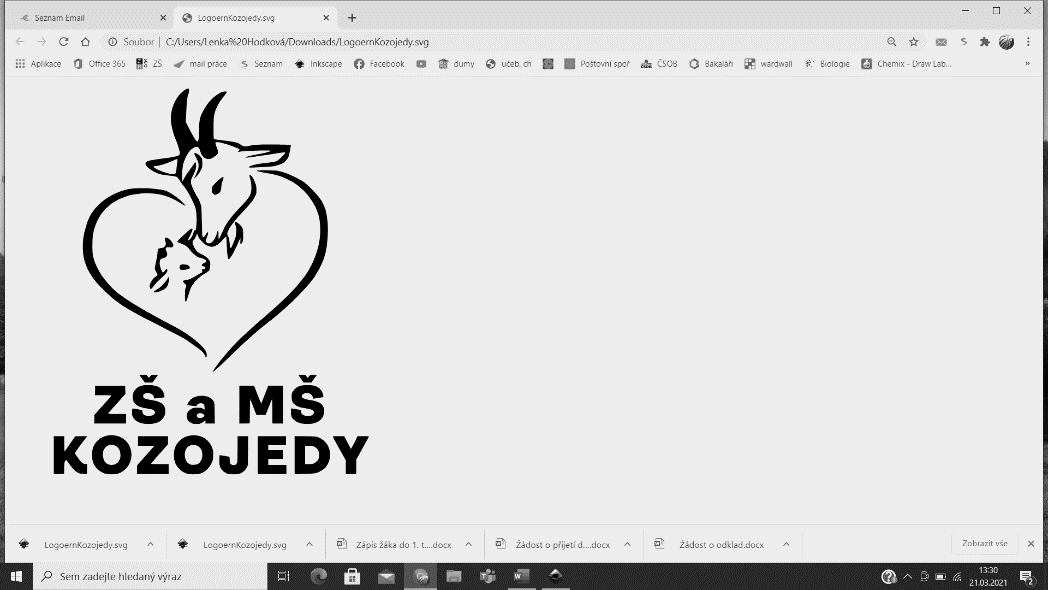 Seznam Email
LogoernKozojedy.svg
Soubor | C:/Users/Lenka%20Hodková/Downloads/LogoernKozojedy.svg
Aplikace Office 365 ZŠ mail práce Seznam Inkscape Facebook dumy učeb. ch Poštovní spoř ČSOB Bakaláři wardwall Biologie Chemix - Draw Lab... »
ZŠ a MŠ
KOZOJEDY
LogoernKozojedy.svg LogoernKozojedy.svg Zápis žáka do 1. t....docx Žádost o přijetí d....docx Žádost o odklad.docx Zobrazit vše
Sem zadejte hledaný výraz
13:30
21.03.2021
2